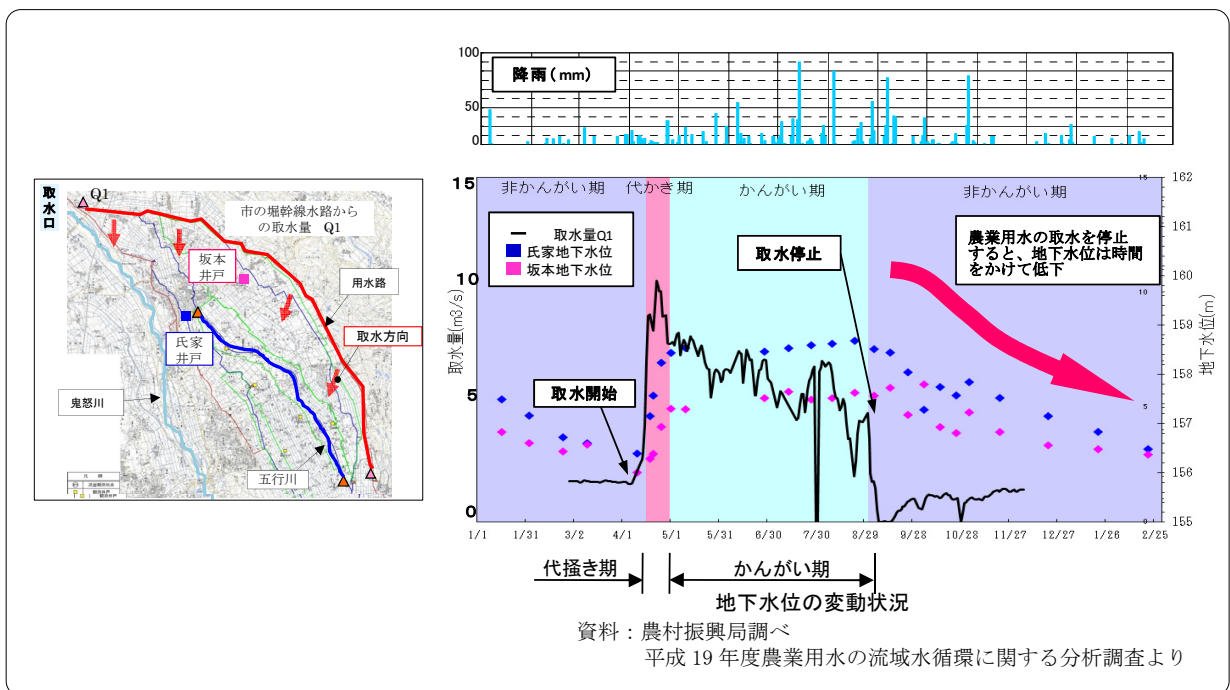 取水口
Q1
市の堀幹線水路から
の取水量 Q1
坂本
井戸
用水路
氏家
井戸
取水方向
鬼怒川
五行川
凡 例
降雨(mm)
100
50
0
非かんがい期
代かき期
かんがい期
非かんがい期
取水量Q1
氏家地下水位
坂本地下水位
取水開始
取水停止
農業用水の取水を停止
すると、地下水位は時間
をかけて低下
取水量(m3/s)
15
10
5
0
15
10
5
0
地下水位(m)
162
161
160
159
158
157
156
155
1/1 1/31 3/2 4/1 5/1 5/31 6/30 7/30 8/29 9/28 10/28 11/27 12/27 1/26 2/25
代掻き期
かんがい期
地下水位の変動状況
資料：農村振興局調べ
平成 19 年度農業用水の流域水循環に関する分析調査より